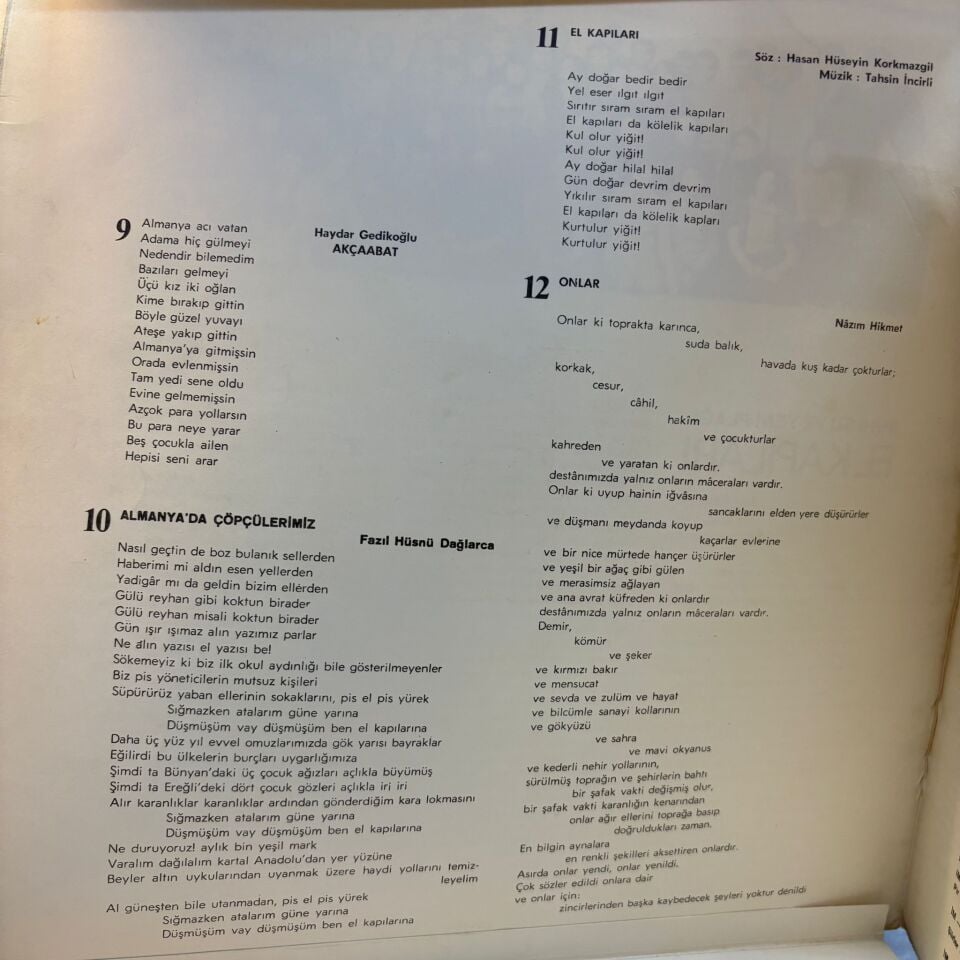 9
Almanya acı vatan
Adama hiç gülmeyi
Nedendir bilemedim
Bazıları gelmeyi
Üçü kız iki oğlan
Kime bırakıp gittin
Böyle güzel yuvayı
Ateşe yakıp gittin
Almanya'ya gitmişsin
Orada evlenmişsin
Tam yedi sene oldu
Evine gelmemişsin
Azçok para yollarsın
Bu para neye yarar
Beş çocukla ailen
Hepisi seni arar
Haydar Gedikoğlu
AKÇAABAT
10 ALMANYA'DA ÇÖPÇÜLERİMİZ
Fazıl Hüsnü Dağlarca
Nasıl geçtin de boz bulanık sellerden
Haberimi mi aldın esen yellerden
Yadigâr mı da geldin bizim ellerden
Gülü reyhan gibi koktun birader
Gülü reyhan misali koktun birader
Gün ışır ışımaz alın yazımız parlar
Ne alın yazısı el yazısı be!
Sökemeyiz ki biz ilk okul aydınlığı bile gösterilmeyenler
Biz pis yöneticilerin mutsuz kişileri
Süpürürüz yaban ellerinin sokaklarını, pis el pis yürek
Sığmazken atalarım güne yarına
Düşmüşüm vay düşmüşüm ben el kapılarına
Daha üç yüz yıl evvel omuzlarımızda gök yarısı bayraklar
Eğilirdi bu ülkelerin burçları uygarlığımıza
Şimdi ta Bünyan'daki üç çocuk ağızları açlıkla büyümüş
Şimdi ta Ereğli'deki dört çocuk gözleri açlıkla iri iri
Alır karanlıklar karanlıklar ardından gönderdiğim kara lokmasını
Sığmazken atalarım güne yarına
Düşmüşüm vay düşmüşüm ben el kapılarına
Ne duruyoruz! aylık bin yeşil mark
Varalım dağılalım kartal Anadolu'dan yer yüzüne
Beyler altın uykularından uyanmak üzere haydi yollarını temiz-
leyelim
Al güneşten bile utanmadan, pis el pis yürek
Sığmazken atalarım güne yarına
Düşmüşüm vay düşmüşüm ben el kapılarına
11 EL KAPILARI
Söz : Hasan Hüseyin Korkmazgil
Müzik : Tahsin İncirli
Ay doğar bedir bedir
Yel eser ılgıt ılgıt
Sırıtır sıram sıram el kapıları
El kapıları da kölelik kapıları
Kul olur yiğit!
Kul olur yiğit!
Ay doğar hilal hilal
Gün doğar devrim devrim
Yıkılır sıram sıram el kapıları
El kapıları da kölelik kapları
Kurtulur yiğit!
Kurtulur yiğit!
12 ONLAR
Nâzım Hikmet
Onlar ki toprakta karınca,
suda balık,
havada kuş kadar çokturlar;
korkak,
cesur,
câhil,
hakîm
ve çocukturlar
kahreden
ve yaratan ki onlardır.
destânımızda yalnız onların mâceraları vardır.
Onlar ki uyup hainin iğvâsına
sancaklarını elden yere düşürürler
ve düşmanı meydanda koyup
kaçarlar evlerine
ve bir nice mürtede hançer üşürürler
ve yeşil bir ağaç gibi gülen
ve merasimsiz ağlayan
ve ana avrat küfreden ki onlardır
destânımızda yalnız onların mâceraları vardır.
Demir,
kömür
ve şeker
ve kırmızı bakır
ve mensucat
ve sevda ve zulüm ve hayat
ve bilcümle sanayi kollarının
ve gökyüzü
ve sahra
ve mavi okyanus
ve kederli nehir yollarının,
sürülmüş toprağın ve şehirlerin bahtı
bir şafak vakti değişmiş olur,
bir şafak vakti karanlığın kenarından
onlar ağır ellerini toprağa basıp
doğruldukları zaman.
En bilgin aynalara
en renkli şekilleri aksettiren onlardır.
Asırda onlar yendi, onlar yenildi.
Çok sözler edildi onlara dair
ve onlar için:
zincirlerinden başka kaybedecek şeyleri yoktur denildi